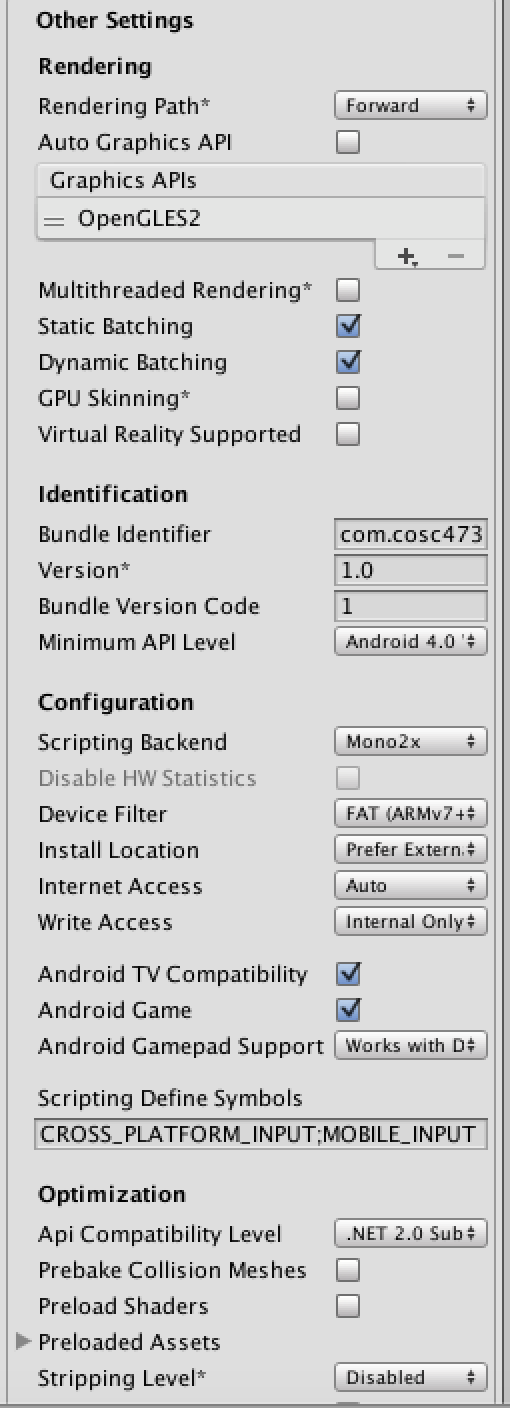 Other Settings
Rendering
Rendering Path* Forward
Auto Graphics API
Graphics APIs
OpenGLES2
Multithreaded Rendering*
Static Batching
Dynamic Batching
GPU Skinning*
Virtual Reality Supported
Identification
Bundle Identifier com.cosc473
Version* 1.0
Bundle Version Code 1
Minimum API Level Android 4.0 '
Configuration
Scripting Backend Mono2x
Disable HW Statistics
Device Filter FAT (ARMv7+
Install Location Prefer Extern
Internet Access Auto
Write Access Internal Only
Android TV Compatibility
Android Game
Android Gamepad Support Works with D
Scripting Define Symbols
CROSS_PLATFORM_INPUT;MOBILE_INPUT
Optimization
Api Compatibility Level .NET 2.0 Sub
Prebake Collision Meshes
Preload Shaders
Preloaded Assets
Stripping Level* Disabled